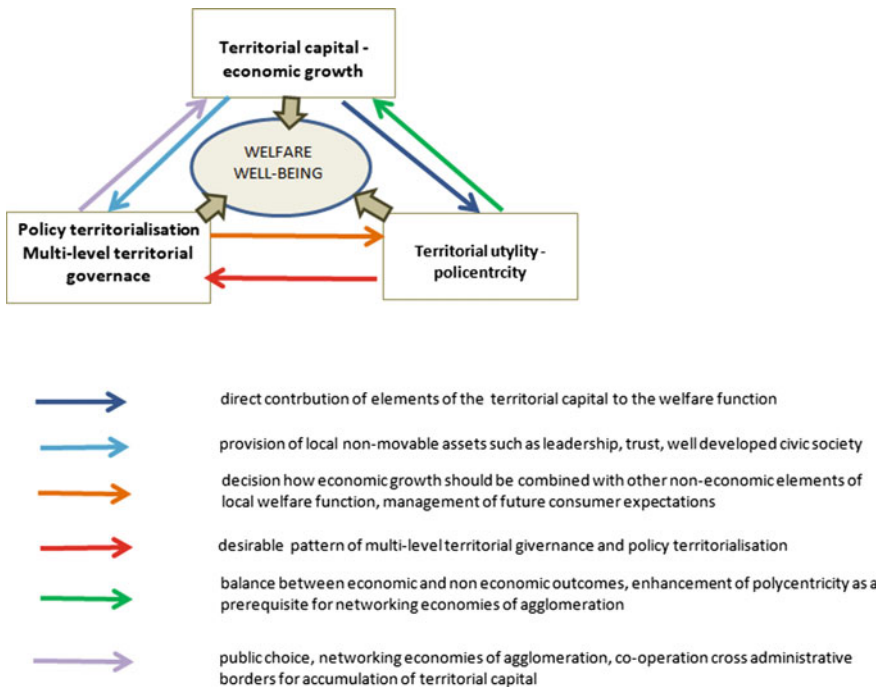 Territorial capital -
economic growth
WELFARE
WELL-BEING
Policy territorialisation
Multi-level territorial
governace
Territorial utylity -
policentrcity
direct contrbution of elements of the territorial capital to the welfare function
provision of local non-movable assets such as leadership, trust, well developed civic society
decision how economic growth should be combined with other non-economic elements of
local welfare function, management of future consumer expectations
desirable pattern of multi-level territorial givernance and policy territorialisation
balance between economic and non economic outcomes, enhancement of polycentricity as a
prerequisite for networking economies of agglomeration
public choice, networking economies of agglomeration, co-operation cross administrative
borders for accumulation of territorial capital